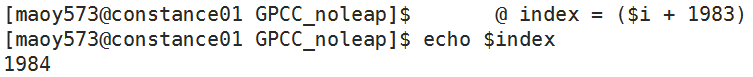 [maoy573@constance01 GPCC_noleap]$       @ index = ($i + 1983)
[maoy573@constance01 GPCC_noleap]$ echo $index
1984